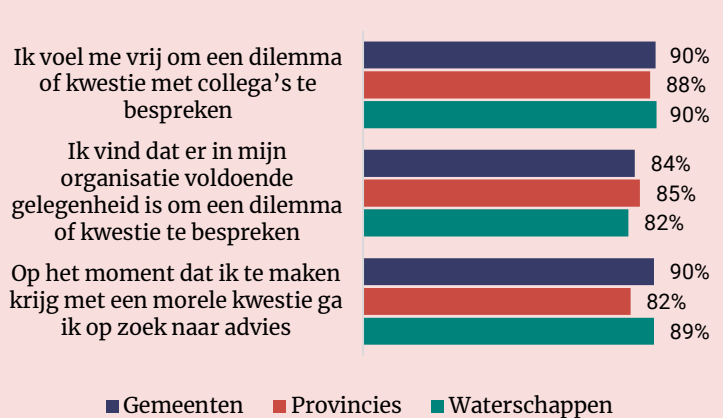 Ik voel me vrij om een dilemma
of kwestie met collega’s te
bespreken
90%
88%
90%
Ik vind dat er in mijn
organisatie voldoende
gelegenheid is om een dilemma
of kwestie te bespreken
84%
85%
82%
Op het moment dat ik te maken
krijg met een morele kwestie ga
ik op zoek naar advies
90%
82%
89%
Gemeenten Provincies Waterschappen